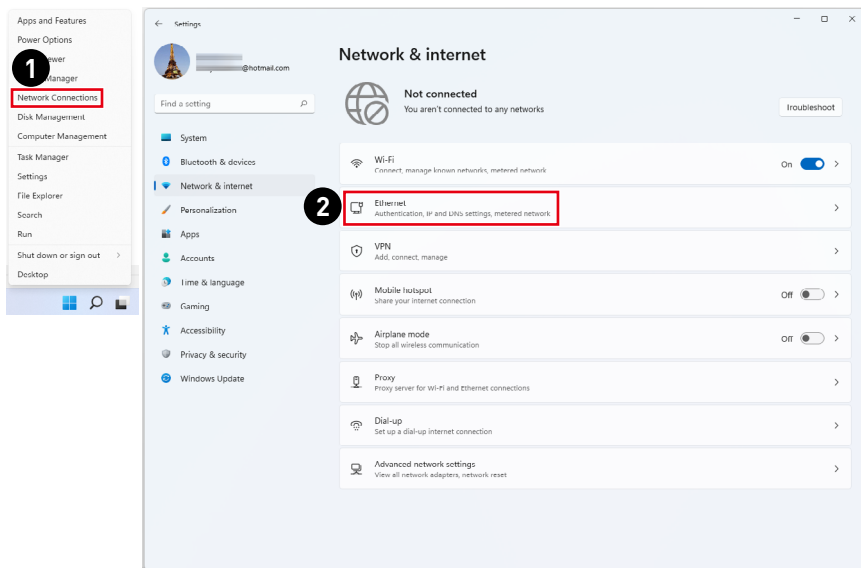 Apps and Features
Power Options
ewer
1
Manager
Network Connections
Disk Management
Computer Management
Task Manager
Settings
File Explorer
Search
Run
Shut down or sign out
Desktop
Settings
@hotmail.com
Find a setting
System
Bluetooth & devices
Network & internet
Personalization
Apps
Accounts
Time & language
Gaming
Accessibility
Privacy & security
Windows Update
Network & internet
Not connected
You aren't connected to any networks
Troubleshoot
Wi-Fi
Connect, manage known networks, metered network
On
2
Ethernet
Authentication, IP and DNS settings, metered network
VPN
Add, connect, manage
Mobile hotspot
Share your internet connection
Off
Airplane mode
Stop all wireless communication
Off
Proxy
Proxy server for Wi-Fi and Ethernet connections
Dial-up
Set up a dial-up internet connection
Advanced network settings
View all network adapters, network reset